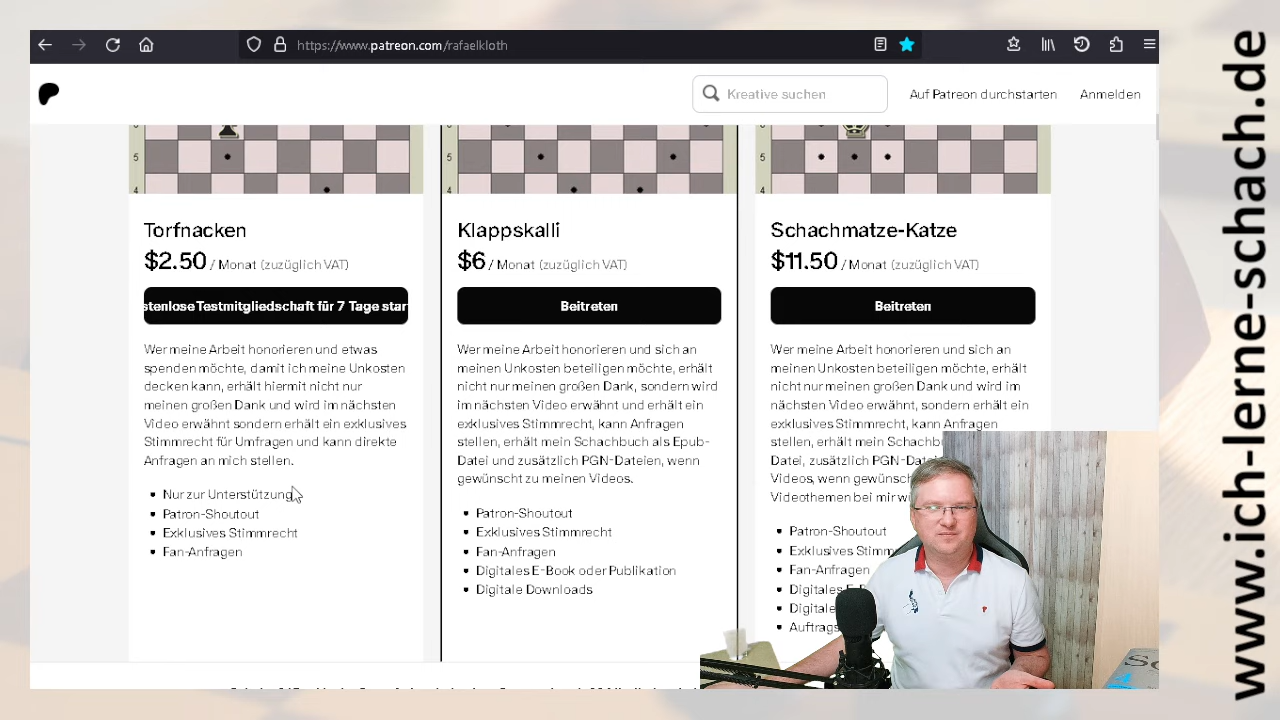 https://www.patreon.com/rafaelkloth
Kreative suchen
Auf Patreon durchstarten
Anmelden
5
4
5
4
5
4
Torfnacken
$2.50 / Monat (zuzüglich VAT)
stenlose Testmitgliedschaft für 7 Tage star
Wer meine Arbeit honorieren und etwas
spenden möchte, damit ich meine Unkosten
decken kann, erhält hiermit nicht nur
meinen großen Dank und wird im nächsten
Video erwähnt sondern erhält ein exklusives
Stimmrecht für Umfragen und kann direkte
Anfragen an mich stellen.
• Nur zur Unterstützung
• Patron-Shoutout
• Exklusives Stimmrecht
• Fan-Anfragen
Klappskalli
$6 / Monat (zuzüglich VAT)
Beitreten
Wer meine Arbeit honorieren und sich an
meinen Unkosten beteiligen möchte, erhält
nicht nur meinen großen Dank, sondern wird
im nächsten Video erwähnt und erhält ein
exklusives Stimmrecht, kann Anfragen
stellen, erhält mein Schachbuch als Epub-
Datei und zusätzlich PGN-Dateien, wenn
gewünscht zu meinen Videos.
• Patron-Shoutout
• Exklusives Stimmrecht
• Fan-Anfragen
• Digitales E-Book oder Publikation
• Digitale Downloads
Schachmatze-Katze
$11.50 / Monat (zuzüglich VAT)
Beitreten
Wer meine Arbeit honorieren und sich an
meinen Unkosten beteiligen möchte, erhält
nicht nur meinen großen Dank und wird im
nächsten Video erwähnt, sondern erhält ein
exklusives Stimmrecht, kann Anfragen
stellen, erhält mein Schachb
Datei, zusätzlich PGN-Date
Videos, wenn gewünsch
Videothemen bei mir w
• Patron-Shoutout
• Exklusives Stimm
• Fan-Anfragen
• Digitales E-B
• Digitale
• Auftrags
www.ich-lerne-schach.de